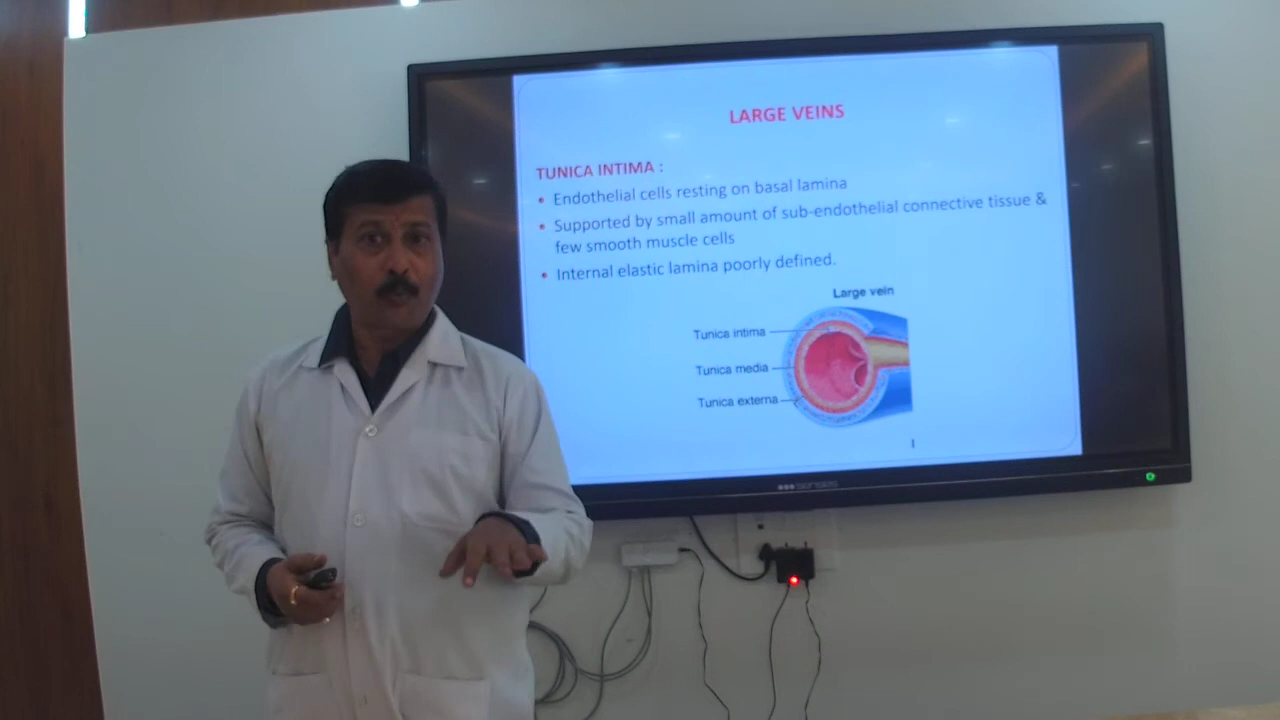 LARGE VEINS
TUNICA INTIMA :
• Endothelial cells resting on basal lamina
• Supported by small amount of sub-endothelial connective tissue &
few smooth muscle cells
• Internal elastic lamina poorly defined.
Large vein
Tunica intima
Tunica media
Tunica externa